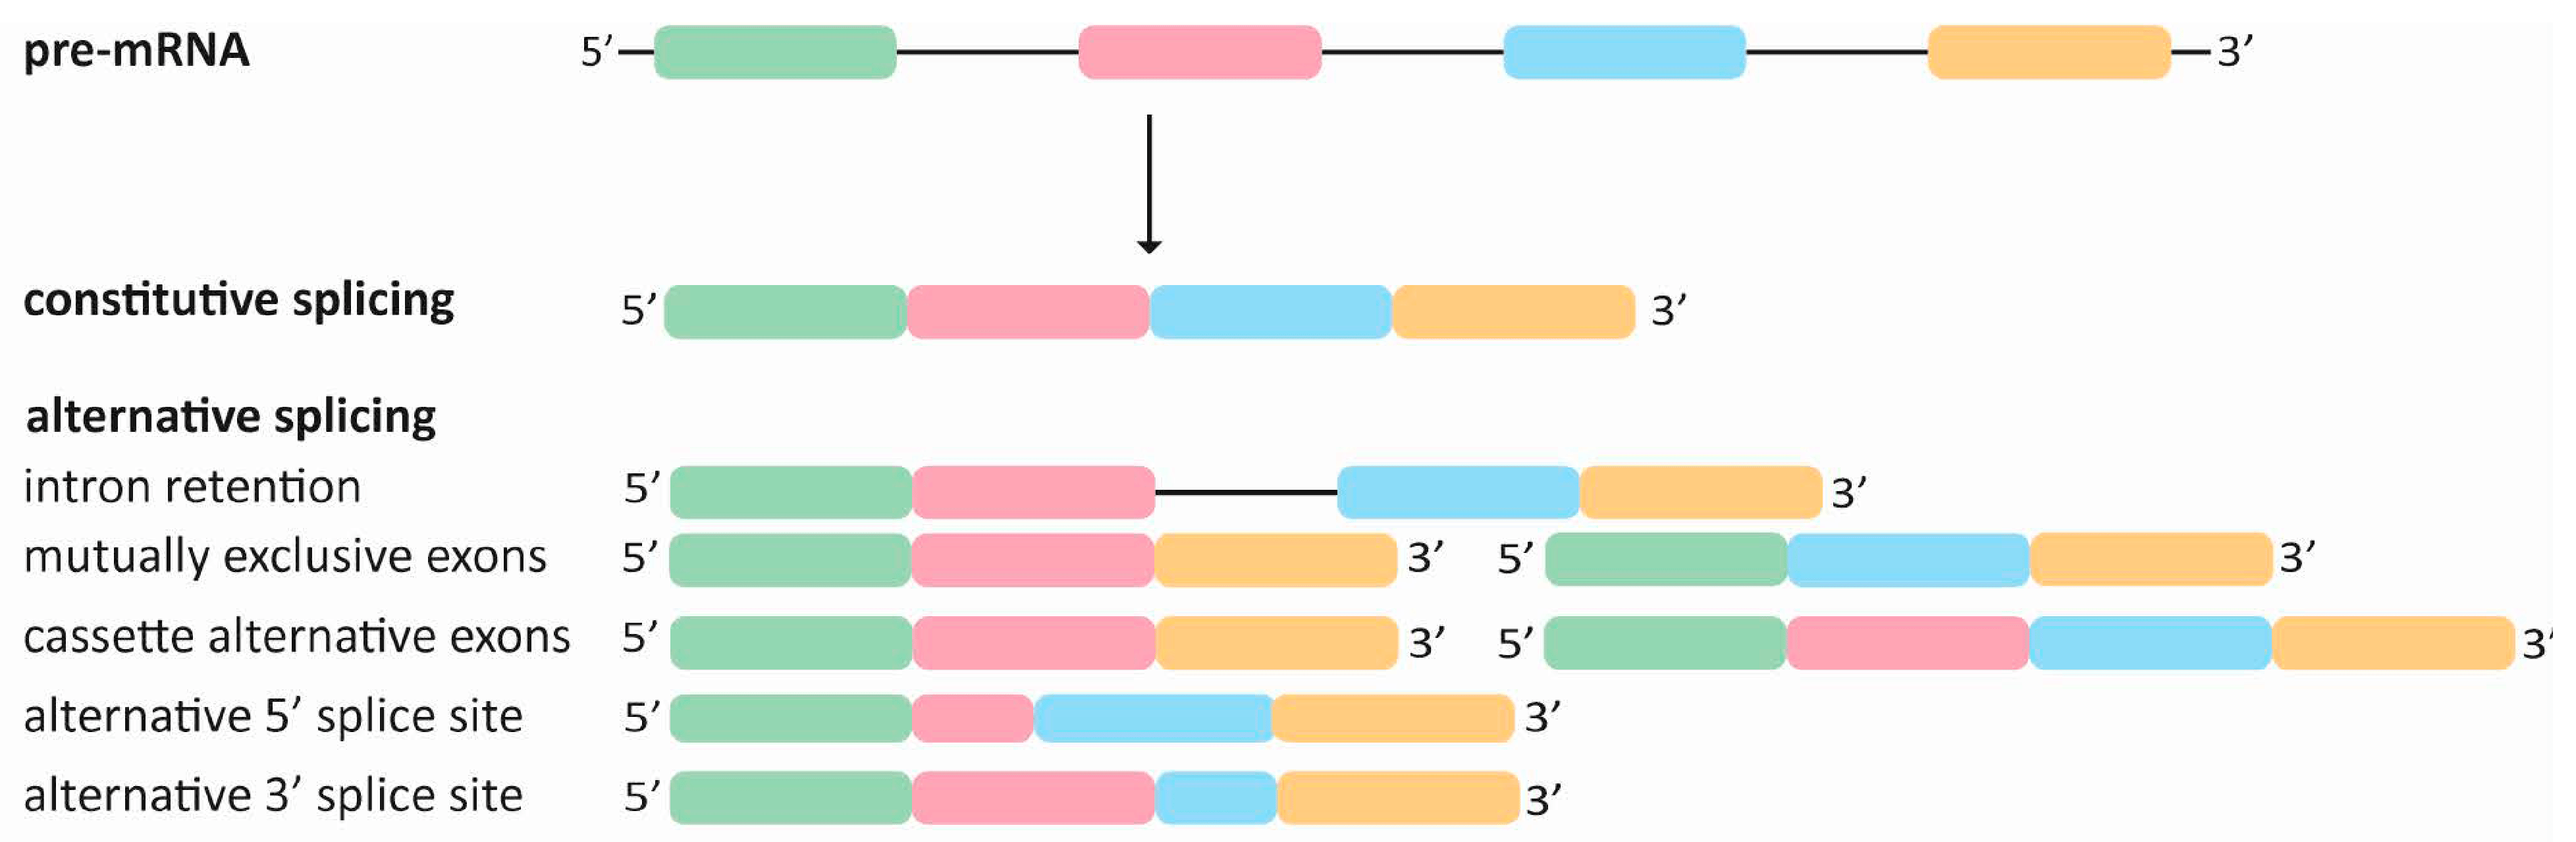 pre-mRNA 5’ 3’
constitutive splicing 5’ 3’
alternative splicing
intron retention 5’ 3’
mutually exclusive exons 5’ 3’ 5’ 3’
cassette alternative exons 5’ 3’ 5’ 3’
alternative 5’ splice site 5’ 3’
alternative 3’ splice site 5’ 3’